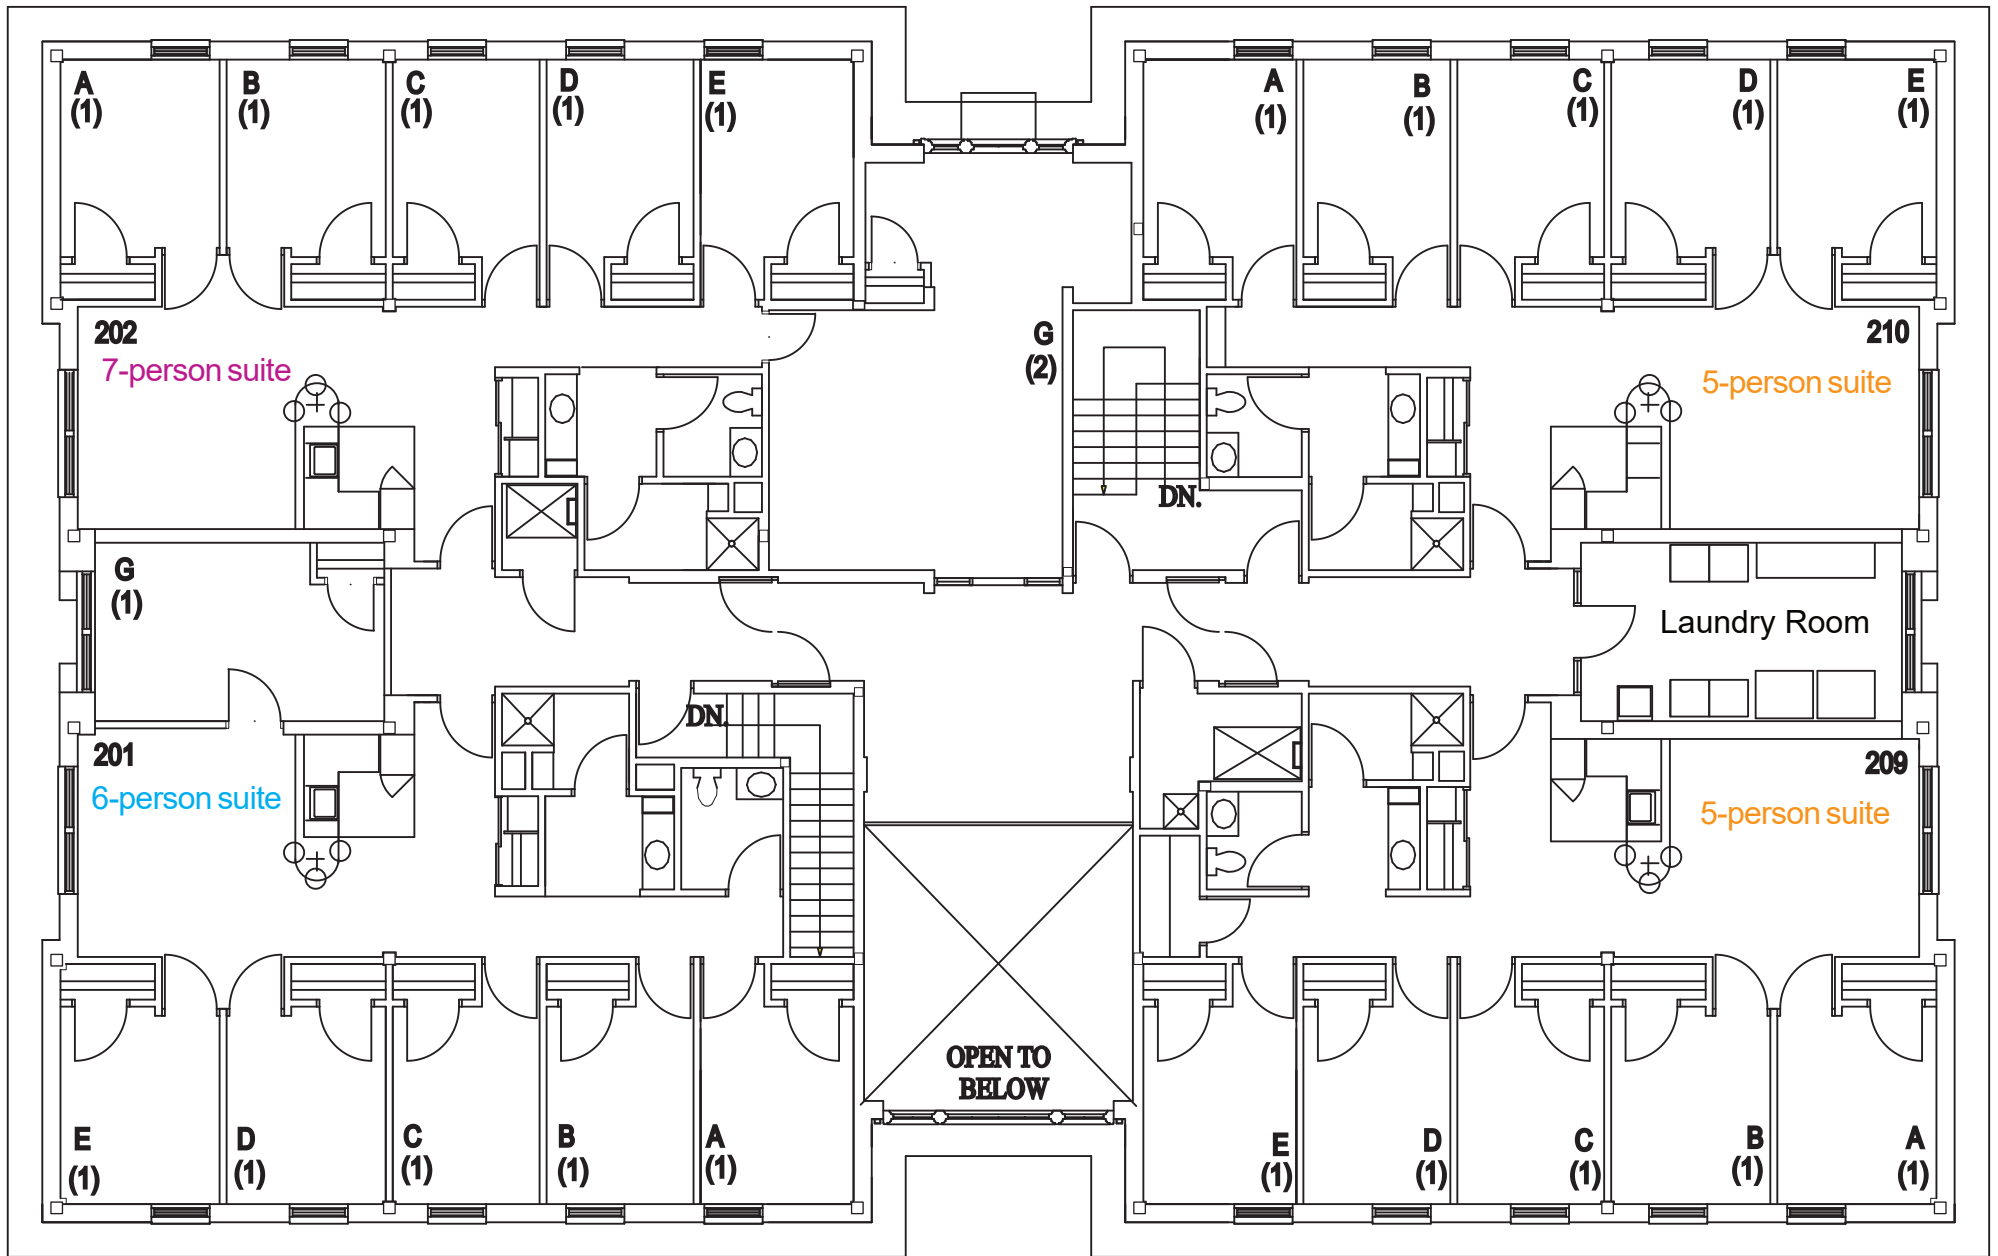 A
(1)
B
(1)
C
(1)
D
(1)
E
(1)
A
(1)
B
(1)
C
(1)
D
(1)
E
(1)
202
7-person suite
G
(2)
210
5-person suite
DN.
G
(1)
Laundry Room
DN.
201
6-person suite
209
5-person suite
OPEN TO
BELOW
E
(1)
D
(1)
C
(1)
B
(1)
A
(1)
E
(1)
D
(1)
C
(1)
B
(1)
A
(1)